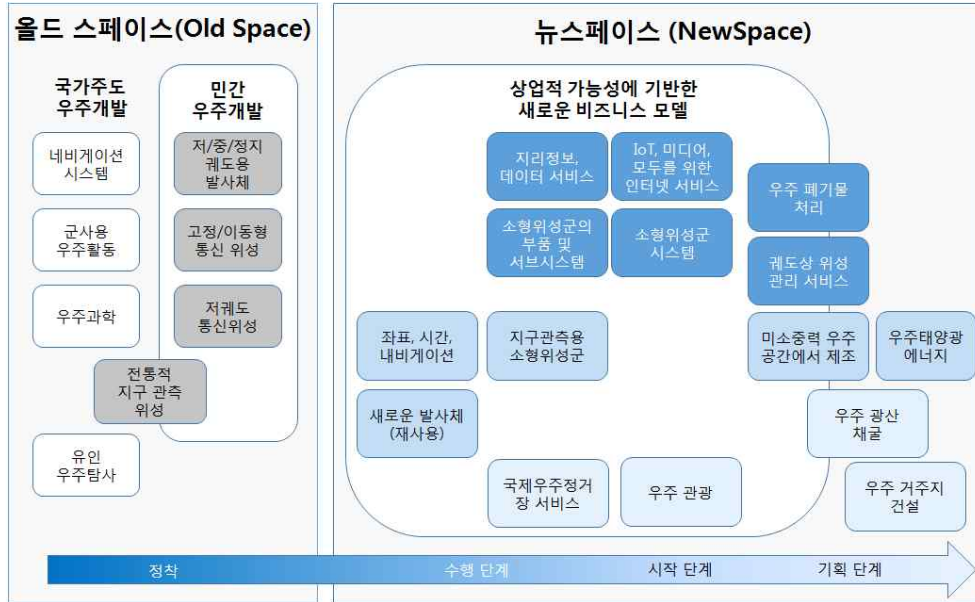 올드 스페이스(Old Space)
국가주도
우주개발
네비게이션
시스템
군사용
우주활동
우주과학
전통적
지구 관측
위성
유인
우주탐사
민간
우주개발
저/중/정지
궤도용
발사체
고정/이동형
통신 위성
저궤도
통신위성
뉴스페이스 (NewSpace)
상업적 가능성에 기반한
새로운 비즈니스 모델
지리정보,
데이터 서비스
IoT, 미디어,
모두를 위한
인터넷 서비스
소형위성군의
부품 및
서브시스템
소형위성군
시스템
우주 폐기물
처리
궤도상 위성
관리 서비스
좌표, 시간,
내비게이션
지구관측용
소형위성군
미소중력 우주
공간에서 제조
우주태양광
에너지
새로운 발사체
(재사용)
우주 광산
채굴
국제우주정거
장 서비스
우주 관광
우주 거주지
건설
정착
수행 단계
시작 단계
기획 단계